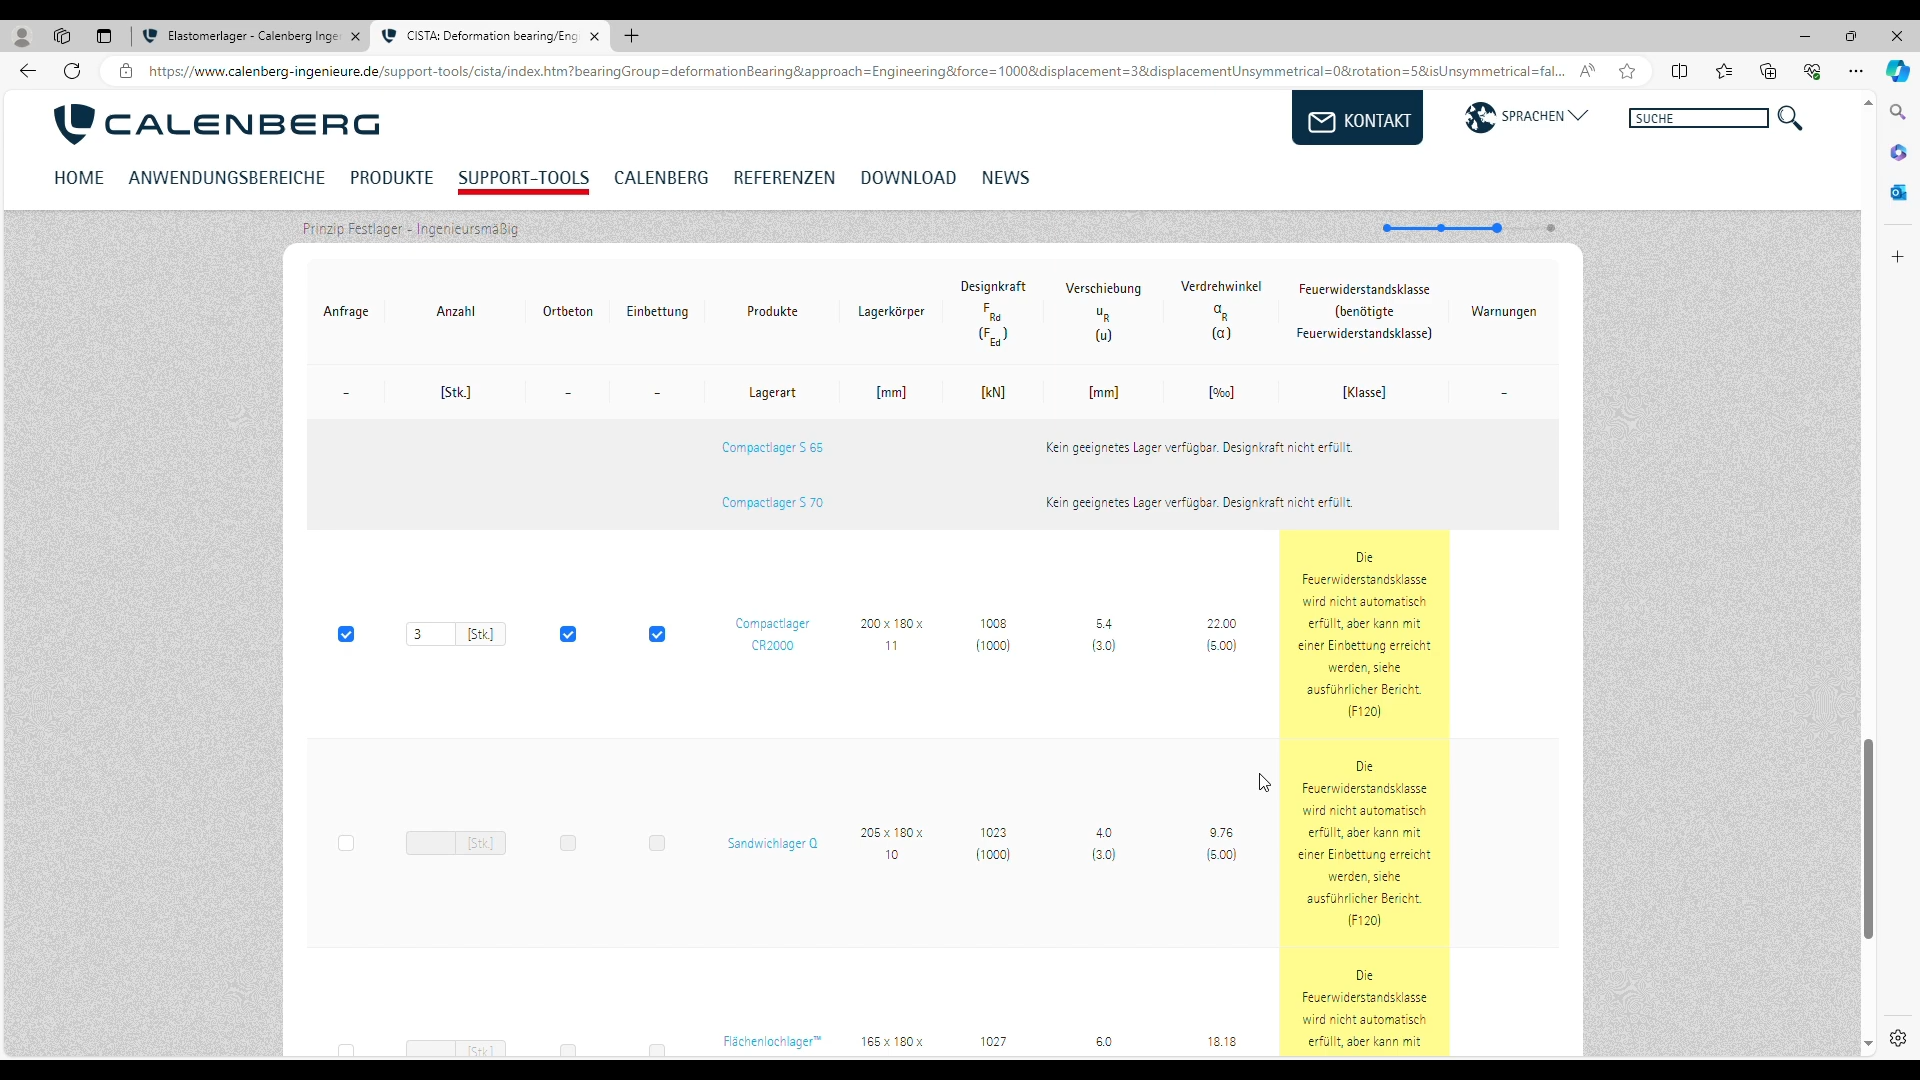 Elastomerlager - Calenberg Inge
CISTA: Deformation bearing/Eng
https://www.calenberg-ingenieure.de/support-tools/cista/index.htm?bearingGroup=deformationBearing&approach=Engineering&force=1000&displacement=3&displacementUnsymmetrical=0&rotation=5&isUnsymmetrical=fal...
CALENBERG
KONTAKT
SPRACHEN
SUCHE
HOME ANWENDUNGSBEREICHE PRODUKTE SUPPORT-TOOLS CALENBERG REFERENZEN DOWNLOAD NEWS
Prinzip Festlager - Ingenieursmäßig
Anfrage
Anzahl
Ortbeton
Einbettung
Produkte
Lagerkörper
Designkraft
F Rd
(F Ed)
Verschiebung
u R
(u)
Verdrehwinkel
α R
(α)
Feuerwiderstandsklasse
(benötigte
Feuerwiderstandsklasse)
Warnungen
- [Stk.] - - Lagerart [mm] [kN] [mm] [‰] [Klasse] -
Compactlager S 65 Kein geeignetes Lager verfügbar. Designkraft nicht erfüllt.
Compactlager S 70 Kein geeignetes Lager verfügbar. Designkraft nicht erfüllt.
3 [Stk.]
Compactlager
CR2000
200 x 180 x
11
1008
(1000)
5.4
(3.0)
22.00
(5.00)
Die
Feuerwiderstandsklasse
wird nicht automatisch
erfüllt, aber kann mit
einer Einbettung erreicht
werden, siehe
ausführlicher Bericht.
(F120)
[Stk.]
Sandwichlager Q
205 x 180 x
10
1023
(1000)
4.0
(3.0)
9.76
(5.00)
Die
Feuerwiderstandsklasse
wird nicht automatisch
erfüllt, aber kann mit
einer Einbettung erreicht
werden, siehe
ausführlicher Bericht.
(F120)
[Stk.]
Flächenlochlager™
165 x 180 x
1027
6.0
18.18
Die
Feuerwiderstandsklasse
wird nicht automatisch
erfüllt, aber kann mit